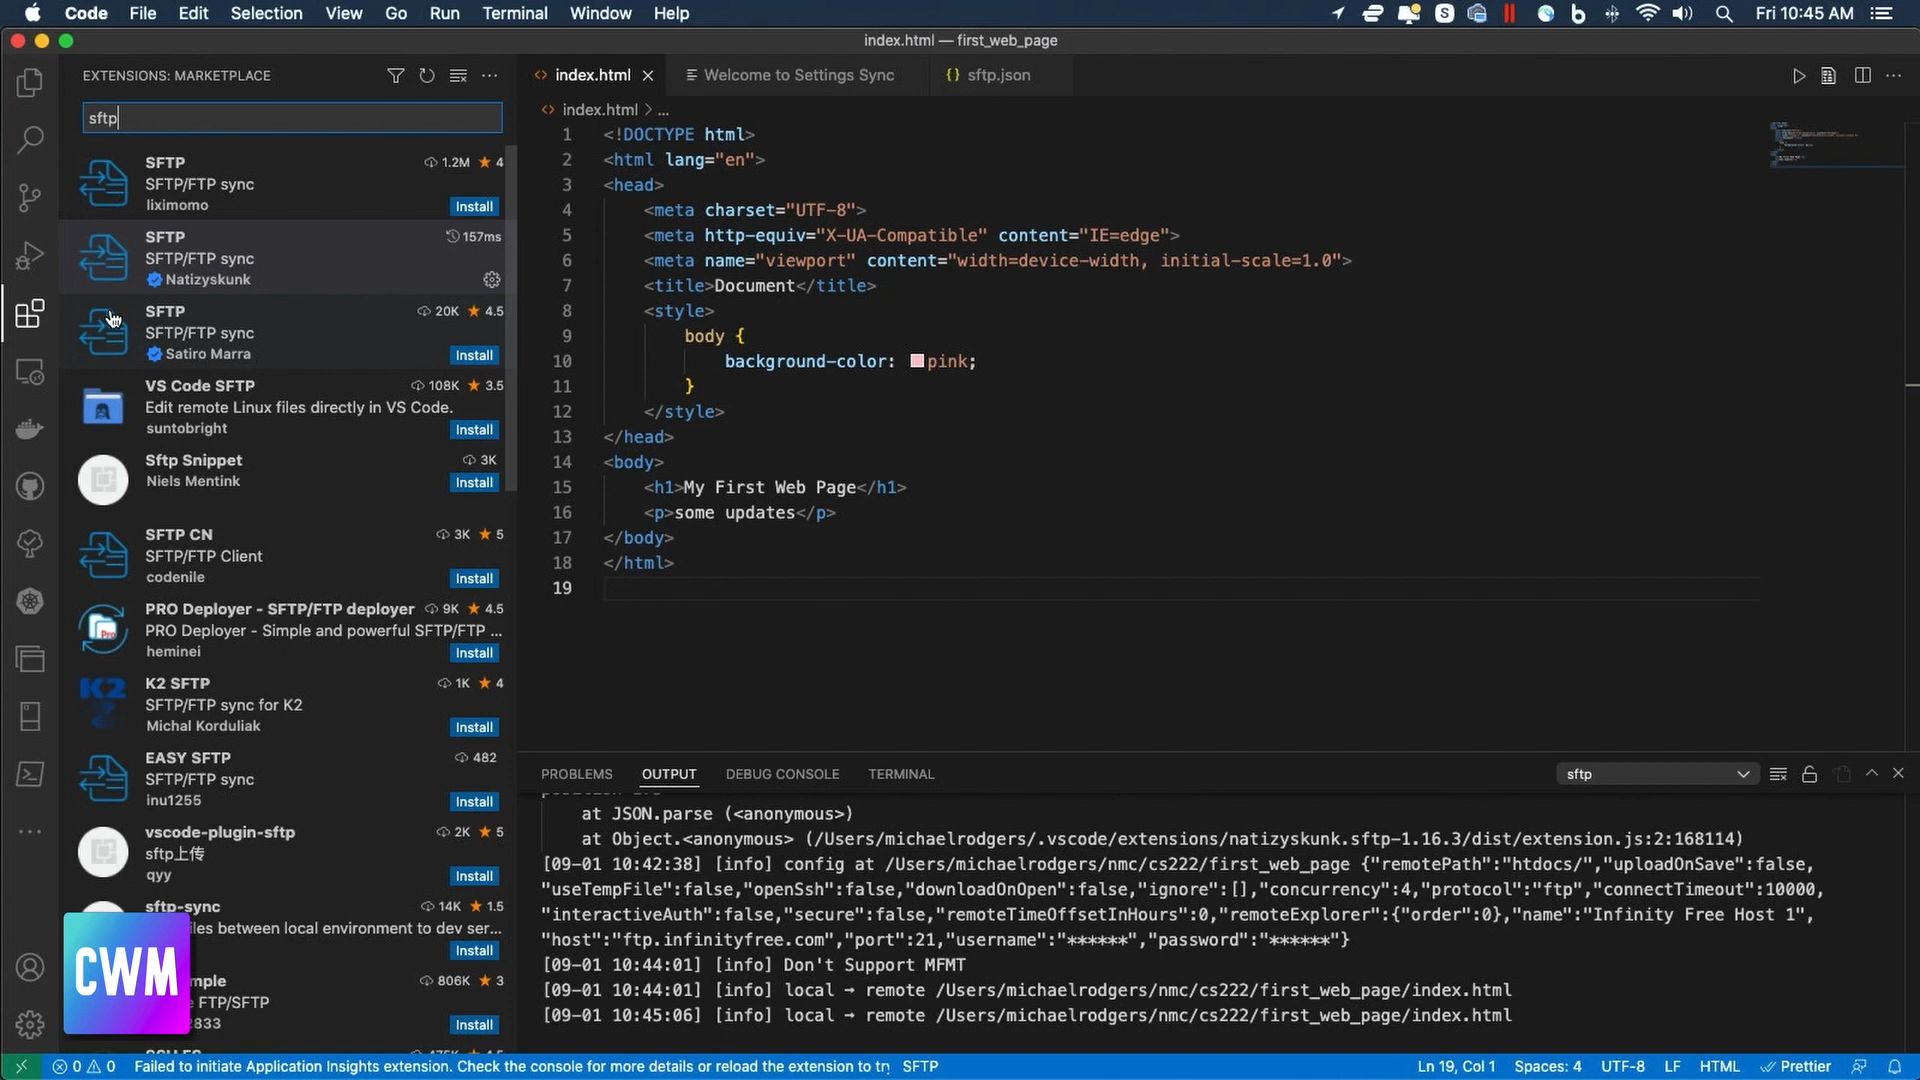 Code File Edit Selection View Go Run Terminal Window Help
Fri 10:45 AM
index.html — first_web_page
EXTENSIONS: MARKETPLACE
sftp
SFTP 1.2M ★ 4
SFTP/FTP sync
liximomo Install
SFTP 157ms
SFTP/FTP sync
Natizyskunk
SFTP 20K ★ 4.5
SFTP/FTP sync
Satiro Marra Install
VS Code SFTP 108K ★ 3.5
Edit remote Linux files directly in VS Code.
suntobright Install
Sftp Snippet 3K
Niels Mentink Install
SFTP CN 3K ★ 5
SFTP/FTP Client
codenile Install
PRO Deployer - SFTP/FTP deployer 9K ★ 4.5
PRO Deployer - Simple and powerful SFTP/FTP ...
heminei Install
K2 SFTP 1K ★ 4
SFTP/FTP sync for K2
Michal Korduliak Install
EASY SFTP 482
SFTP/FTP sync
inu1255 Install
vscode-plugin-sftp 2K ★ 5
sftp上传
qyy Install
sftp-sync 14K ★ 1.5
iles between local environment to dev ser...
Install
mple 806K ★ 3
FTP/SFTP
2833 Install
CWM
index.html Welcome to Settings Sync {} sftp.json
index.html > ...
1 <!DOCTYPE html>
2 <html lang="en">
3 <head>
4 <meta charset="UTF-8">
5 <meta http-equiv="X-UA-Compatible" content="IE=edge">
6 <meta name="viewport" content="width=device-width, initial-scale=1.0">
7 <title>Document</title>
8 <style>
9 body {
10 background-color: pink;
11 }
12 </style>
13 </head>
14 <body>
15 <h1>My First Web Page</h1>
16 <p>some updates</p>
17 </body>
18 </html>
19
PROBLEMS OUTPUT DEBUG CONSOLE TERMINAL sftp
at JSON.parse (<anonymous>)
at Object.<anonymous> (/Users/michaelrodgers/.vscode/extensions/natizyskunk.sftp-1.16.3/dist/extension.js:2:168114)
[09-01 10:42:38] [info] config at /Users/michaelrodgers/nmc/cs222/first_web_page {"remotePath":"htdocs/","uploadOnSave":false,
"useTempFile":false,"openSsh":false,"downloadOnOpen":false,"ignore":[],"concurrency":4,"protocol":"ftp","connectTimeout":10000,
"interactiveAuth":false,"secure":false,"remoteTimeOffsetInHours":0,"remoteExplorer":{"order":0},"name":"Infinity Free Host 1",
"host":"ftp.infinityfree.com","port":21,"username":"******","password":"******"}
[09-01 10:44:01] [info] Don't Support MFMT
[09-01 10:44:01] [info] local → remote /Users/michaelrodgers/nmc/cs222/first_web_page/index.html
[09-01 10:45:06] [info] local → remote /Users/michaelrodgers/nmc/cs222/first_web_page/index.html
0 0 Failed to initiate Application Insights extension. Check the console for more details or reload the extension to try SFTP Ln 19, Col 1 Spaces: 4 UTF-8 LF HTML Prettier